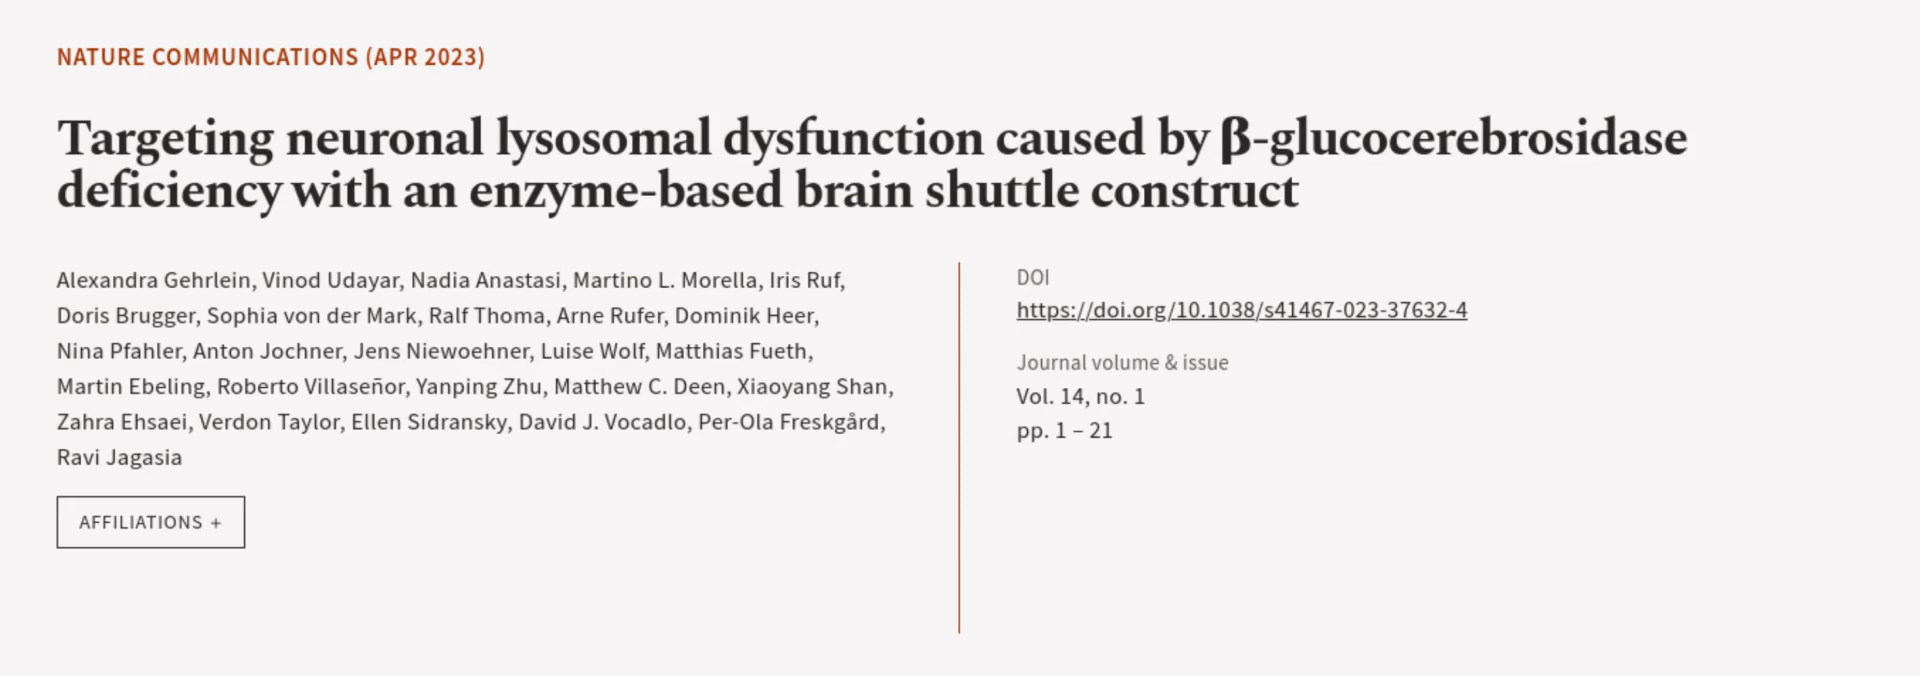 NATURE COMMUNICATIONS (APR 2023)
Targeting neuronal lysosomal dysfunction caused by β-glucocerebrosidase
deficiency with an enzyme-based brain shuttle construct
Alexandra Gehrlein, Vinod Udayar, Nadia Anastasi, Martino L. Morella, Iris Ruf,
Doris Brugger, Sophia von der Mark, Ralf Thoma, Arne Rufer, Dominik Heer,
Nina Pfahler, Anton Jochner, Jens Niewoehner, Luise Wolf, Matthias Fueth,
Martin Ebeling, Roberto Villaseñor, Yanping Zhu, Matthew C. Deen, Xiaoyang Shan,
Zahra Ehsaei, Verdon Taylor, Ellen Sidransky, David J. Vocadlo, Per-Ola Freskgård,
Ravi Jagasia
AFFILIATIONS +
DOI
https://doi.org/10.1038/s41467-023-37632-4
Journal volume & issue
Vol. 14, no. 1
pp. 1 – 21